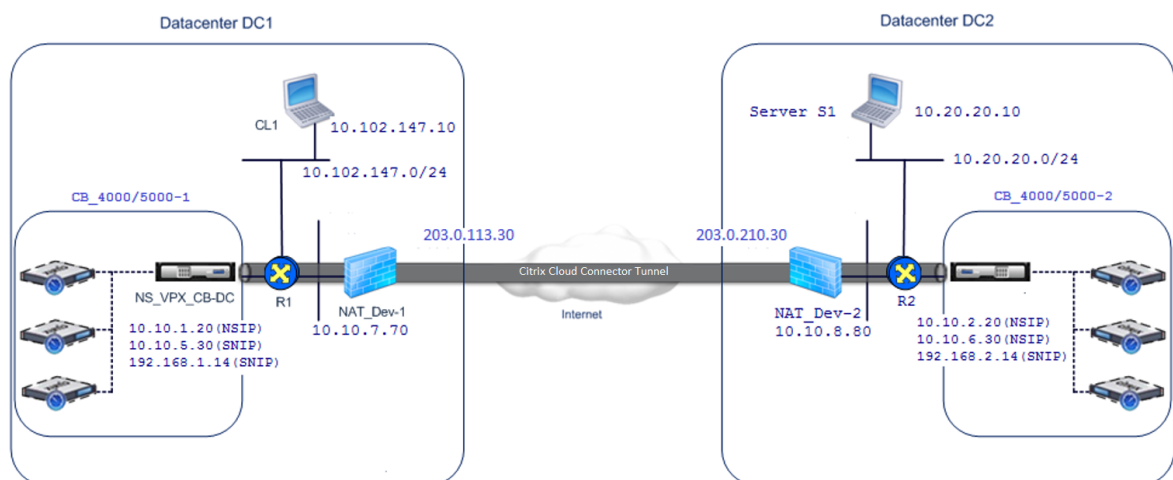 Datacenter DC1
Datacenter DC2
CL1
10.102.147.10
10.102.147.0/24
Server S1
10.20.20.10
10.20.20.0/24
CB_4000/5000-1
CB_4000/5000-2
203.0.113.30
203.0.210.30
Citrix Cloud Connector Tunnel
Internet
NS_VPX_CB-DC
R1
NAT_Dev-1
10.10.7.70
NAT_Dev-2
10.10.8.80
R2
10.10.1.20(NSIP)
10.10.5.30(SNIP)
192.168.1.14(SNIP)
10.10.2.20(NSIP)
10.10.6.30(NSIP)
192.168.2.14(SNIP)